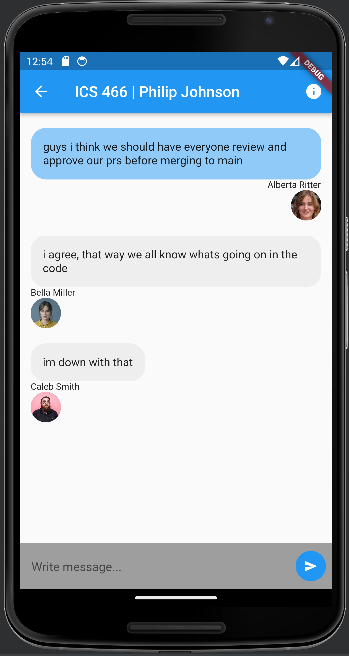 12:54
DEBUG
ICS 466 | Philip Johnson
guys i think we should have everyone review and
approve our prs before merging to main
Alberta Ritter
i agree, that way we all know whats going on in the
code
Bella Miller
im down with that
Caleb Smith
Write message...